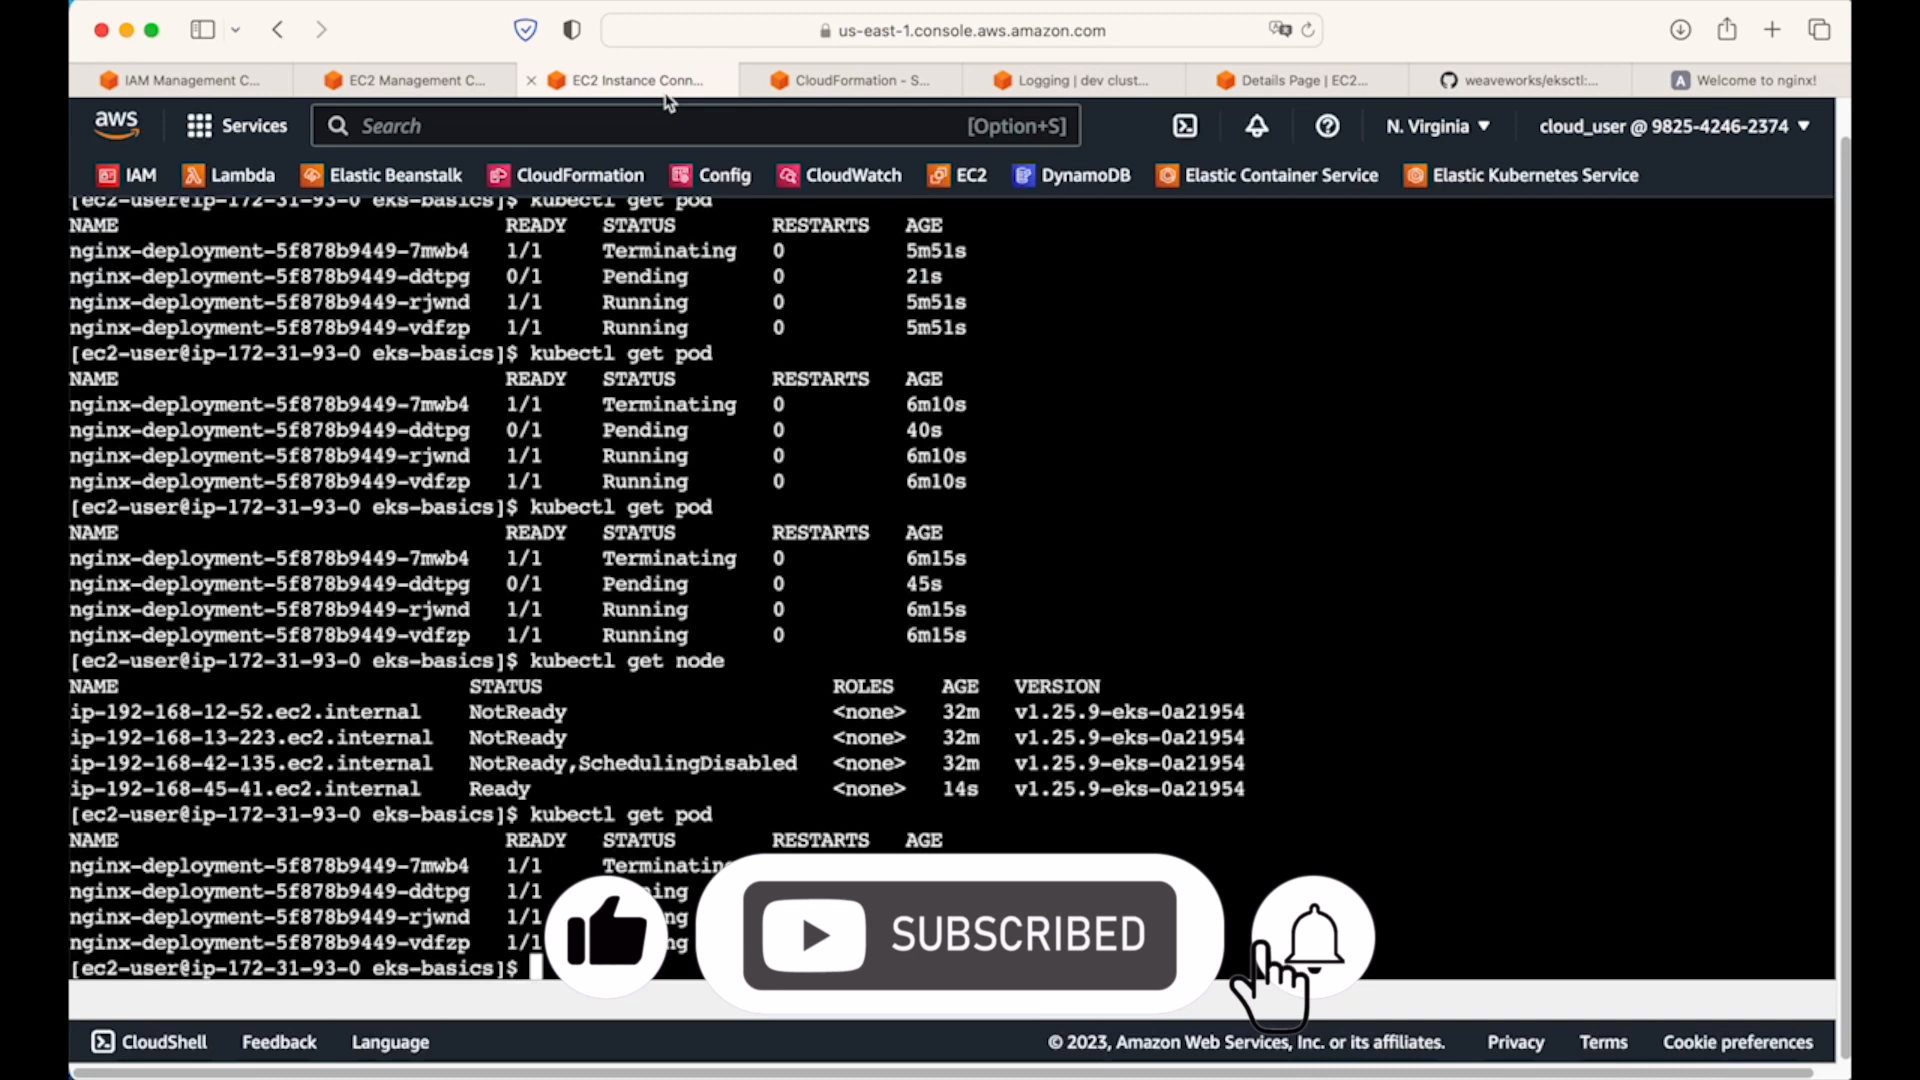 us-east-1.console.aws.amazon.com
IAM Management C...
EC2 Management C...
EC2 Instance Conn...
CloudFormation - S...
Logging | dev clust...
Details Page | EC2...
weaveworks/eksctl:...
Welcome to nginx!
aws
Services
Search
[Option+S]
N. Virginia
cloud_user @ 9825-4246-2374
IAM
Lambda
Elastic Beanstalk
CloudFormation
Config
CloudWatch
EC2
DynamoDB
Elastic Container Service
Elastic Kubernetes Service
[ec2-user@ip-172-31-93-0 eks-basics]$ kubectl get pod
NAME READY STATUS RESTARTS AGE
nginx-deployment-5f878b9449-7mwb4 1/1 Terminating 0 5m51s
nginx-deployment-5f878b9449-ddtpg 0/1 Pending 0 21s
nginx-deployment-5f878b9449-rjwnd 1/1 Running 0 5m51s
nginx-deployment-5f878b9449-vdfzp 1/1 Running 0 5m51s
[ec2-user@ip-172-31-93-0 eks-basics]$ kubectl get pod
NAME READY STATUS RESTARTS AGE
nginx-deployment-5f878b9449-7mwb4 1/1 Terminating 0 6m10s
nginx-deployment-5f878b9449-ddtpg 0/1 Pending 0 40s
nginx-deployment-5f878b9449-rjwnd 1/1 Running 0 6m10s
nginx-deployment-5f878b9449-vdfzp 1/1 Running 0 6m10s
[ec2-user@ip-172-31-93-0 eks-basics]$ kubectl get pod
NAME READY STATUS RESTARTS AGE
nginx-deployment-5f878b9449-7mwb4 1/1 Terminating 0 6m15s
nginx-deployment-5f878b9449-ddtpg 0/1 Pending 0 45s
nginx-deployment-5f878b9449-rjwnd 1/1 Running 0 6m15s
nginx-deployment-5f878b9449-vdfzp 1/1 Running 0 6m15s
[ec2-user@ip-172-31-93-0 eks-basics]$ kubectl get node
NAME STATUS ROLES AGE VERSION
ip-192-168-12-52.ec2.internal NotReady <none> 32m v1.25.9-eks-0a21954
ip-192-168-13-223.ec2.internal NotReady <none> 32m v1.25.9-eks-0a21954
ip-192-168-42-135.ec2.internal NotReady,SchedulingDisabled <none> 32m v1.25.9-eks-0a21954
ip-192-168-45-41.ec2.internal Ready <none> 14s v1.25.9-eks-0a21954
[ec2-user@ip-172-31-93-0 eks-basics]$ kubectl get pod
NAME READY STATUS RESTARTS AGE
nginx-deployment-5f878b9449-7mwb4 1/1 Terminating
nginx-deployment-5f878b9449-ddtpg 1/1
nginx-deployment-5f878b9449-rjwnd 1/1
nginx-deployment-5f878b9449-vdfzp 1/1
[ec2-user@ip-172-31-93-0 eks-basics]$
SUBSCRIBED
CloudShell
Feedback
Language
© 2023, Amazon Web Services, Inc. or its affiliates.
Privacy
Terms
Cookie preferences